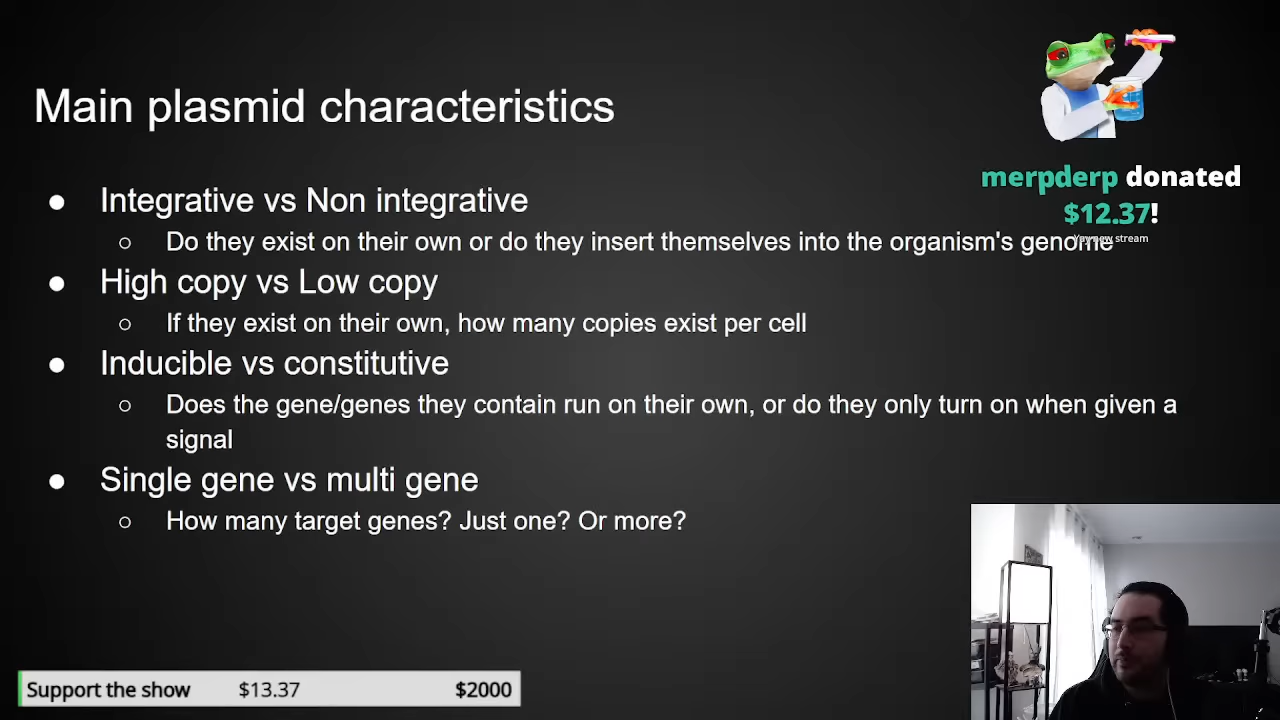 Main plasmid characteristics
● Integrative vs Non integrative
○ Do they exist on their own or do they insert themselves into the organism's genome
● High copy vs Low copy
○ If they exist on their own, how many copies exist per cell
● Inducible vs constitutive
○ Does the gene/genes they contain run on their own, or do they only turn on when given a
signal
● Single gene vs multi gene
○ How many target genes? Just one? Or more?
merpderp donated
$12.37!
Yay new stream
Support the show $13.37 $2000